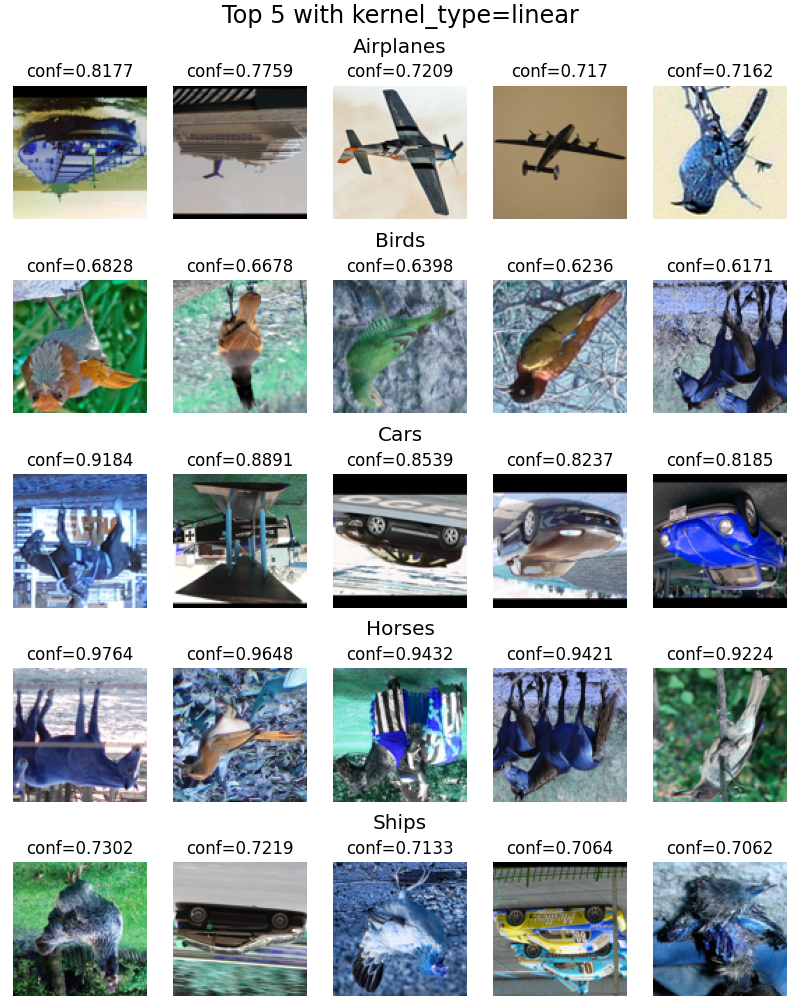 Top 5 with kernel_type=linear
Airplanes
conf=0.8177 conf=0.7759 conf=0.7209 conf=0.717 conf=0.7162
Birds
conf=0.6828 conf=0.6678 conf=0.6398 conf=0.6236 conf=0.6171
Cars
conf=0.9184 conf=0.8891 conf=0.8539 conf=0.8237 conf=0.8185
Horses
conf=0.9764 conf=0.9648 conf=0.9432 conf=0.9421 conf=0.9224
Ships
conf=0.7302 conf=0.7219 conf=0.7133 conf=0.7064 conf=0.7062